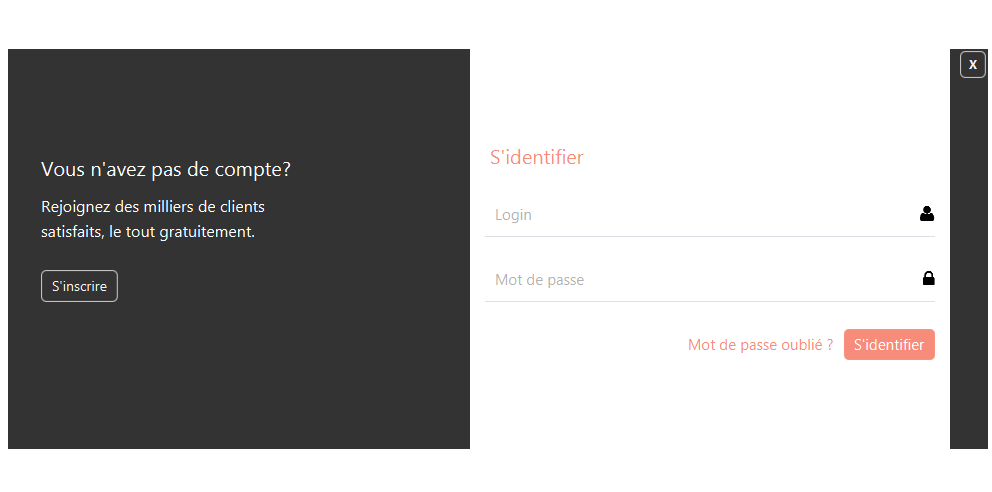 X
Vous n'avez pas de compte?
Rejoignez des milliers de clients
satisfaits, le tout gratuitement.
S'inscrire
S'identifier
Login
Mot de passe
Mot de passe oublié ?
S'identifier